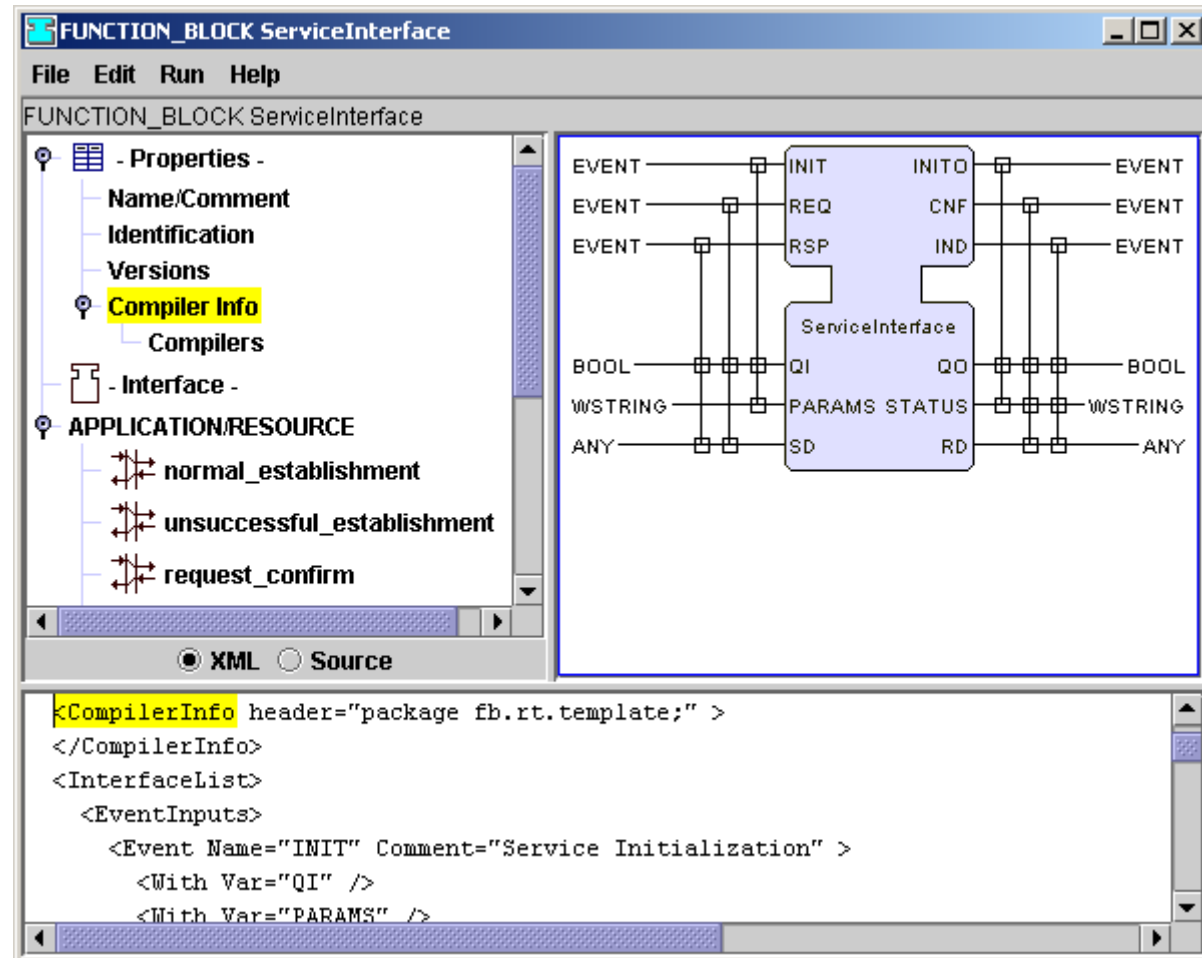 FUNCTION_BLOCK ServiceInterface
File Edit Run Help
FUNCTION_BLOCK ServiceInterface
- Properties -
Name/Comment
Identification
Versions
Compiler Info
Compilers
- Interface -
APPLICATION/RESOURCE
normal_establishment
unsuccessful_establishment
request_confirm
XML Source
EVENT INIT INITO EVENT
EVENT REQ CNF EVENT
EVENT RSP IND EVENT
ServiceInterface
BOOL QI QO BOOL
WSTRING PARAMS STATUS WSTRING
ANY SD RD ANY
<CompilerInfo header="package fb.rt.template;" >
</CompilerInfo>
<InterfaceList>
<EventInputs>
<Event Name="INIT" Comment="Service Initialization" >
<With Var="QI" />
<With Var="PARAMS" />